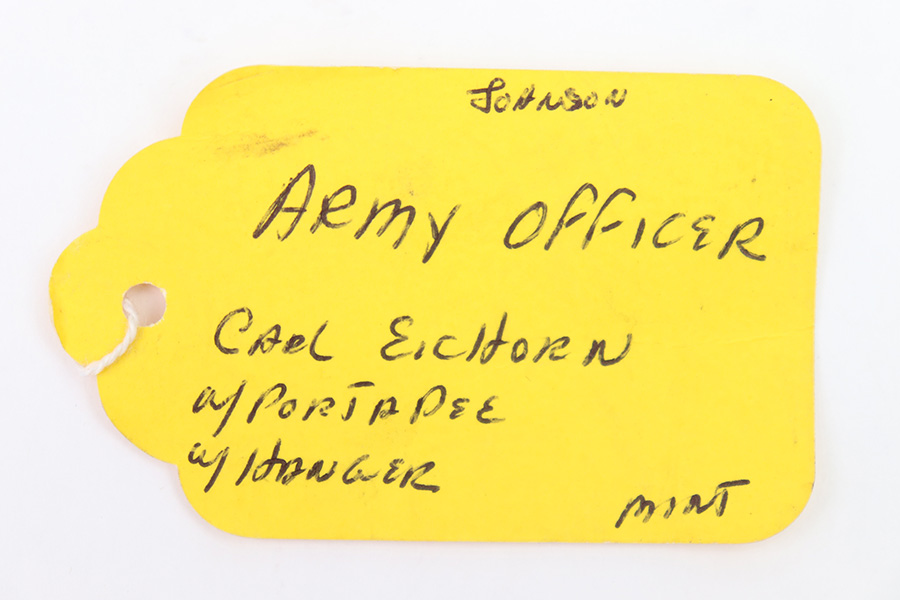 Johnson
Army Officer
Carl Eichorn
w/Portapee
w/Hanger
mint